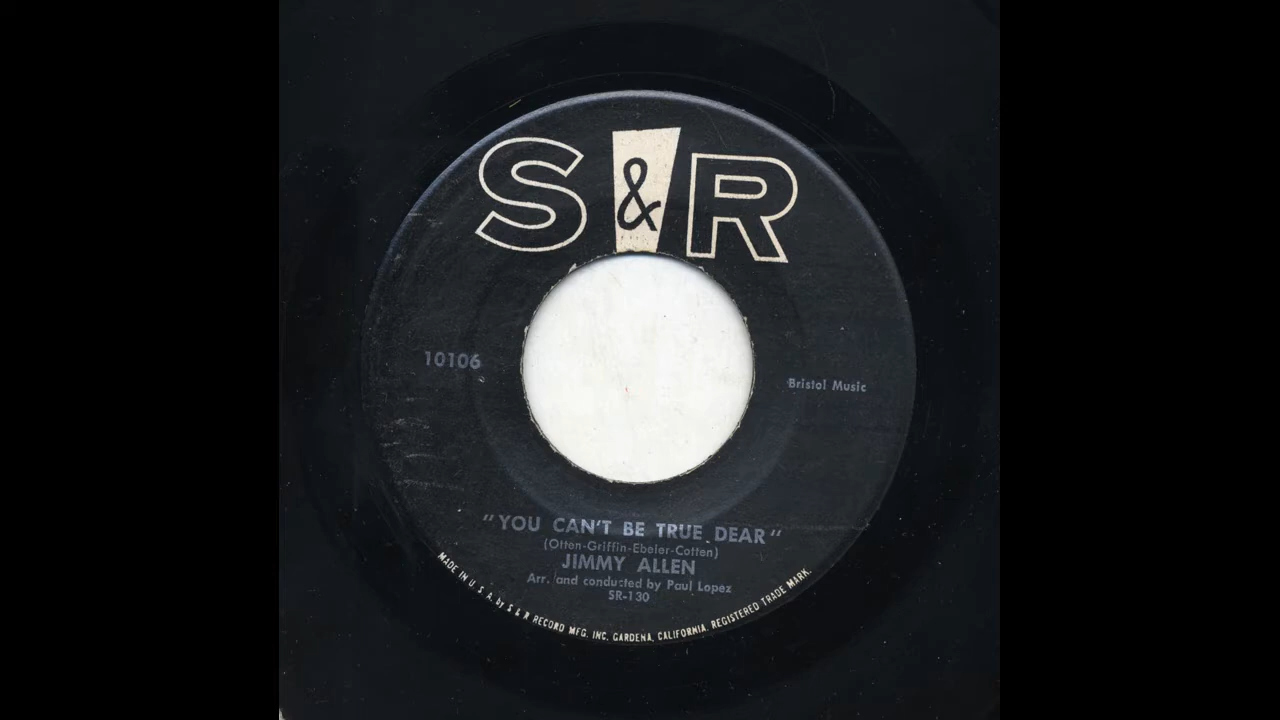 S & R
10106
Bristol Music
"YOU CAN'T BE TRUE DEAR"
(Otten-Griffin-Ebeler-Cotten)
JIMMY ALLEN
Arr. and conducted by Paul Lopez
SR-130
MADE IN U.S.A. by S & R RECORD MFG. INC. GARDENA, CALIFORNIA. REGISTERED TRADE MARK.